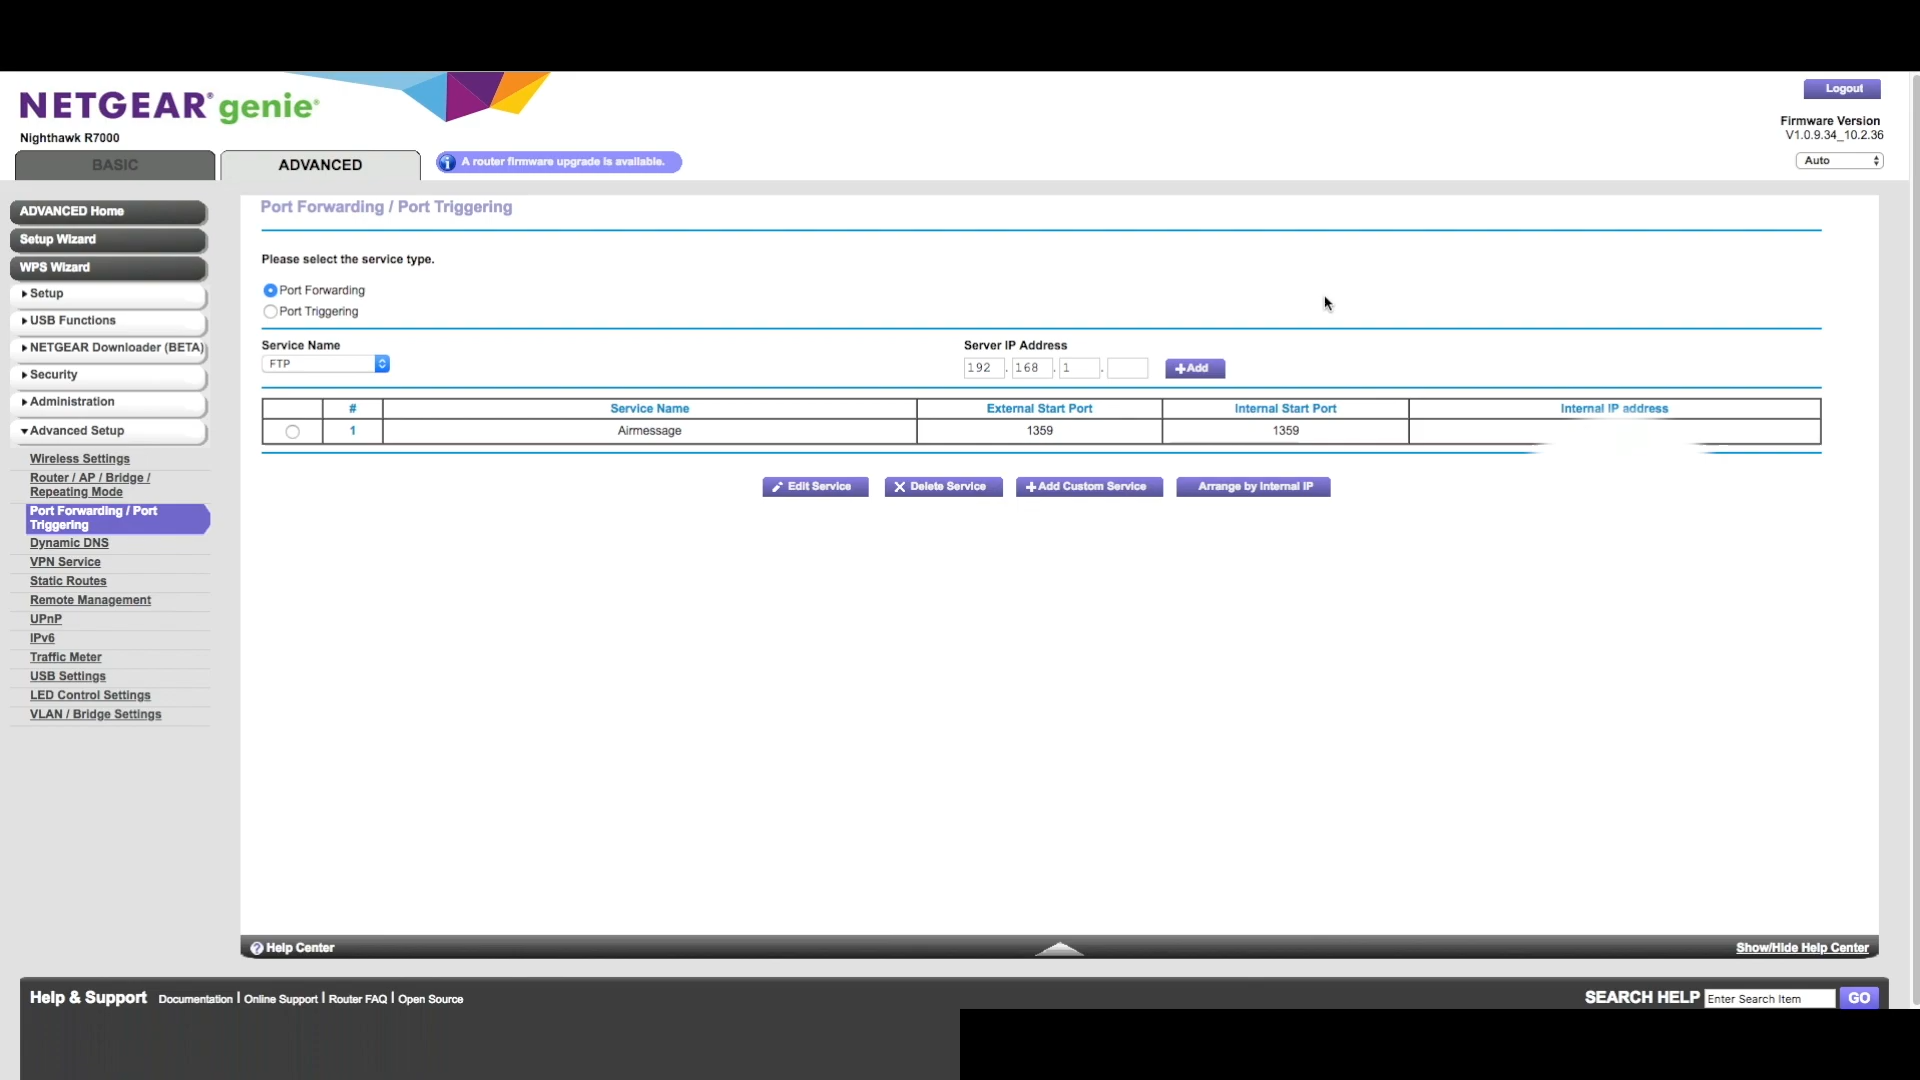 NETGEAR® genie®
Nighthawk R7000
Logout
Firmware Version
V1.0.9.34_10.2.36
Auto
BASIC
ADVANCED
A router firmware upgrade is available.
ADVANCED Home
Setup Wizard
WPS Wizard
Setup
USB Functions
NETGEAR Downloader (BETA)
Security
Administration
Advanced Setup
Wireless Settings
Router / AP / Bridge /
Repeating Mode
Port Forwarding / Port
Triggering
Dynamic DNS
VPN Service
Static Routes
Remote Management
UPnP
IPv6
Traffic Meter
USB Settings
LED Control Settings
VLAN / Bridge Settings
Port Forwarding / Port Triggering
Please select the service type.
Port Forwarding
Port Triggering
Service Name
FTP
Server IP Address
192 . 168 . 1 .
+Add
# Service Name External Start Port Internal Start Port Internal IP address
1 Airmessage 1359 1359
Edit Service Delete Service +Add Custom Service Arrange by Internal IP
Help Center
Show/Hide Help Center
Help & Support Documentation | Online Support | Router FAQ | Open Source
SEARCH HELP Enter Search Item GO